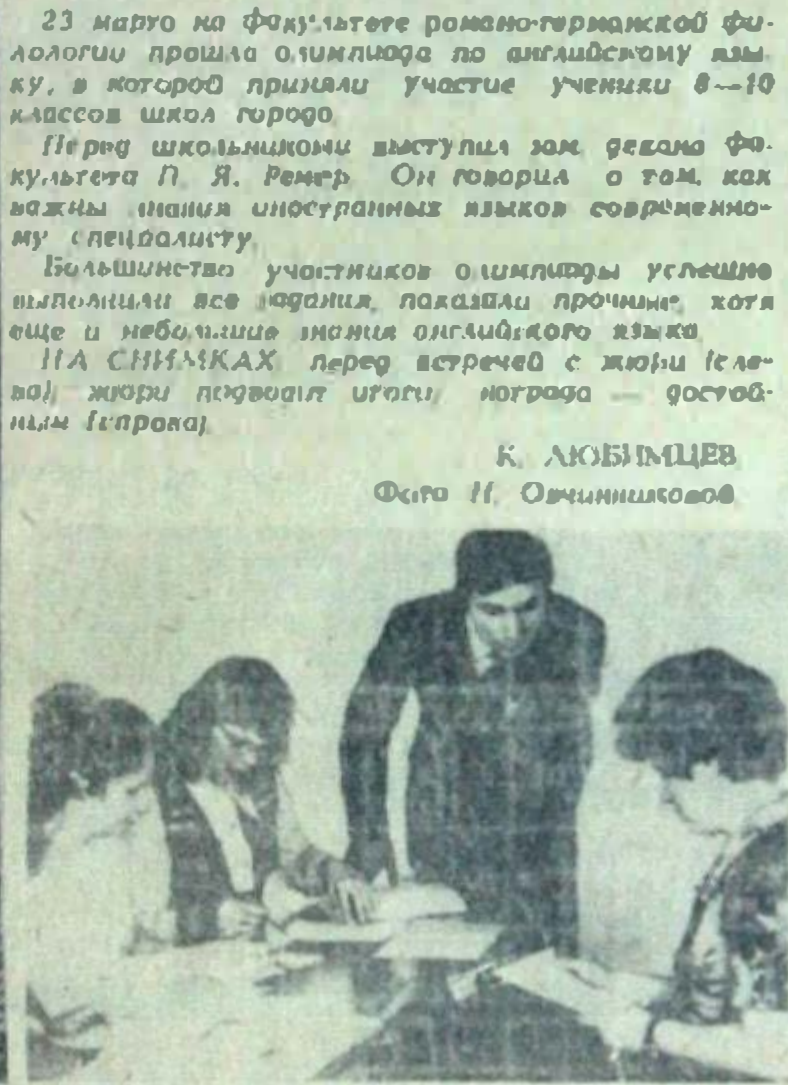 23 марта на факультете романо-германской фи-
лологии прошла олимпиада по английскому язы-
ку, в которой приняли участие ученики 8—10
классов школ города.
Перед школьниками выступил зам. декана фа-
культета П. Я. Ремер. Он говорил о том, как
важны знания иностранных языков современно-
му специалисту.
Большинство участников олимпиады успешно
выполнили все задания, показали прочные, хотя
еще и небольшие знания английского языка.
НА СНИМКАХ: перед встречей с жюри (сле-
ва); жюри подводит итоги; награда — достой-
ным (справа).
К. ЛЮБИМЦЕВ
Фото Н. Овчинниковой